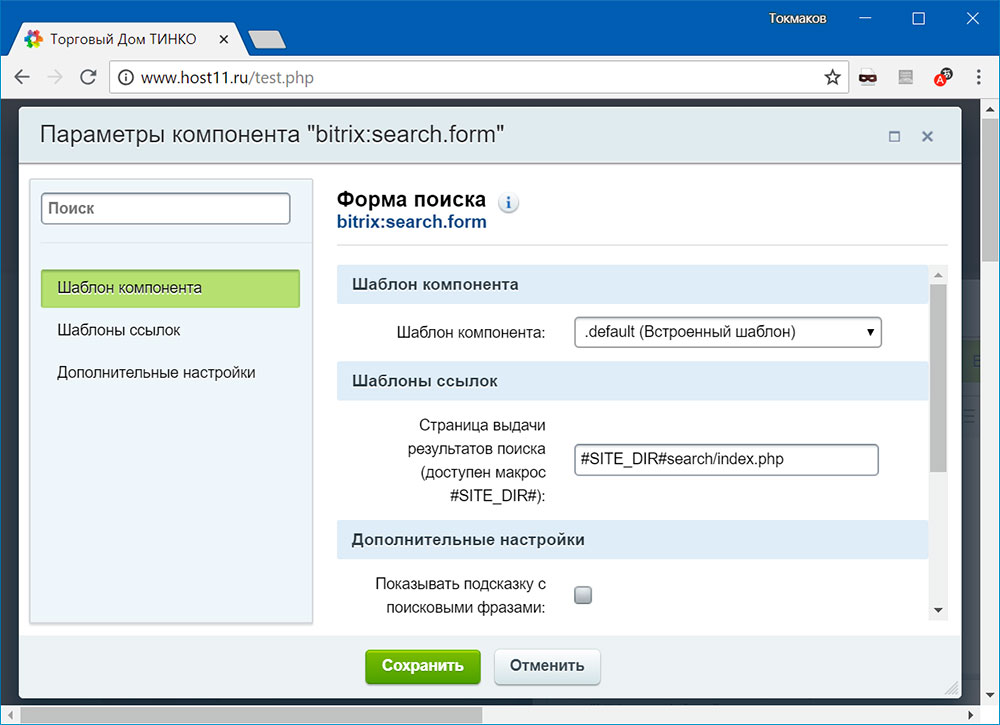 Токмаков
Торговый Дом ТИНКО
www.host11.ru/test.php
Параметры компонента "bitrix:search.form"
Поиск
Шаблон компонента
Шаблоны ссылок
Дополнительные настройки
Форма поиска
bitrix:search.form
Шаблон компонента
Шаблон компонента:
.default (Встроенный шаблон)
Шаблоны ссылок
Страница выдачи
результатов поиска
(доступен макрос
#SITE_DIR#):
#SITE_DIR#search/index.php
Дополнительные настройки
Показывать подсказку с
поисковыми фразами:
Сохранить
Отменить